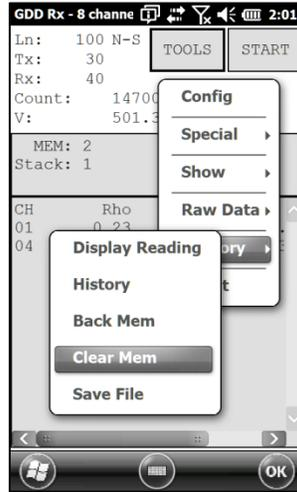 GDD Rx - 8 channe 2:01
Ln: 100 N-S
Tx: 30
Rx: 40
Count: 14700
V: 501.3
TOOLS START
MEM: 2
Stack: 1
CH Rho
01 0.23
04
Config
Special
Show
Raw Data
ory
t
Display Reading
History
Back Mem
Clear Mem
Save File
OK